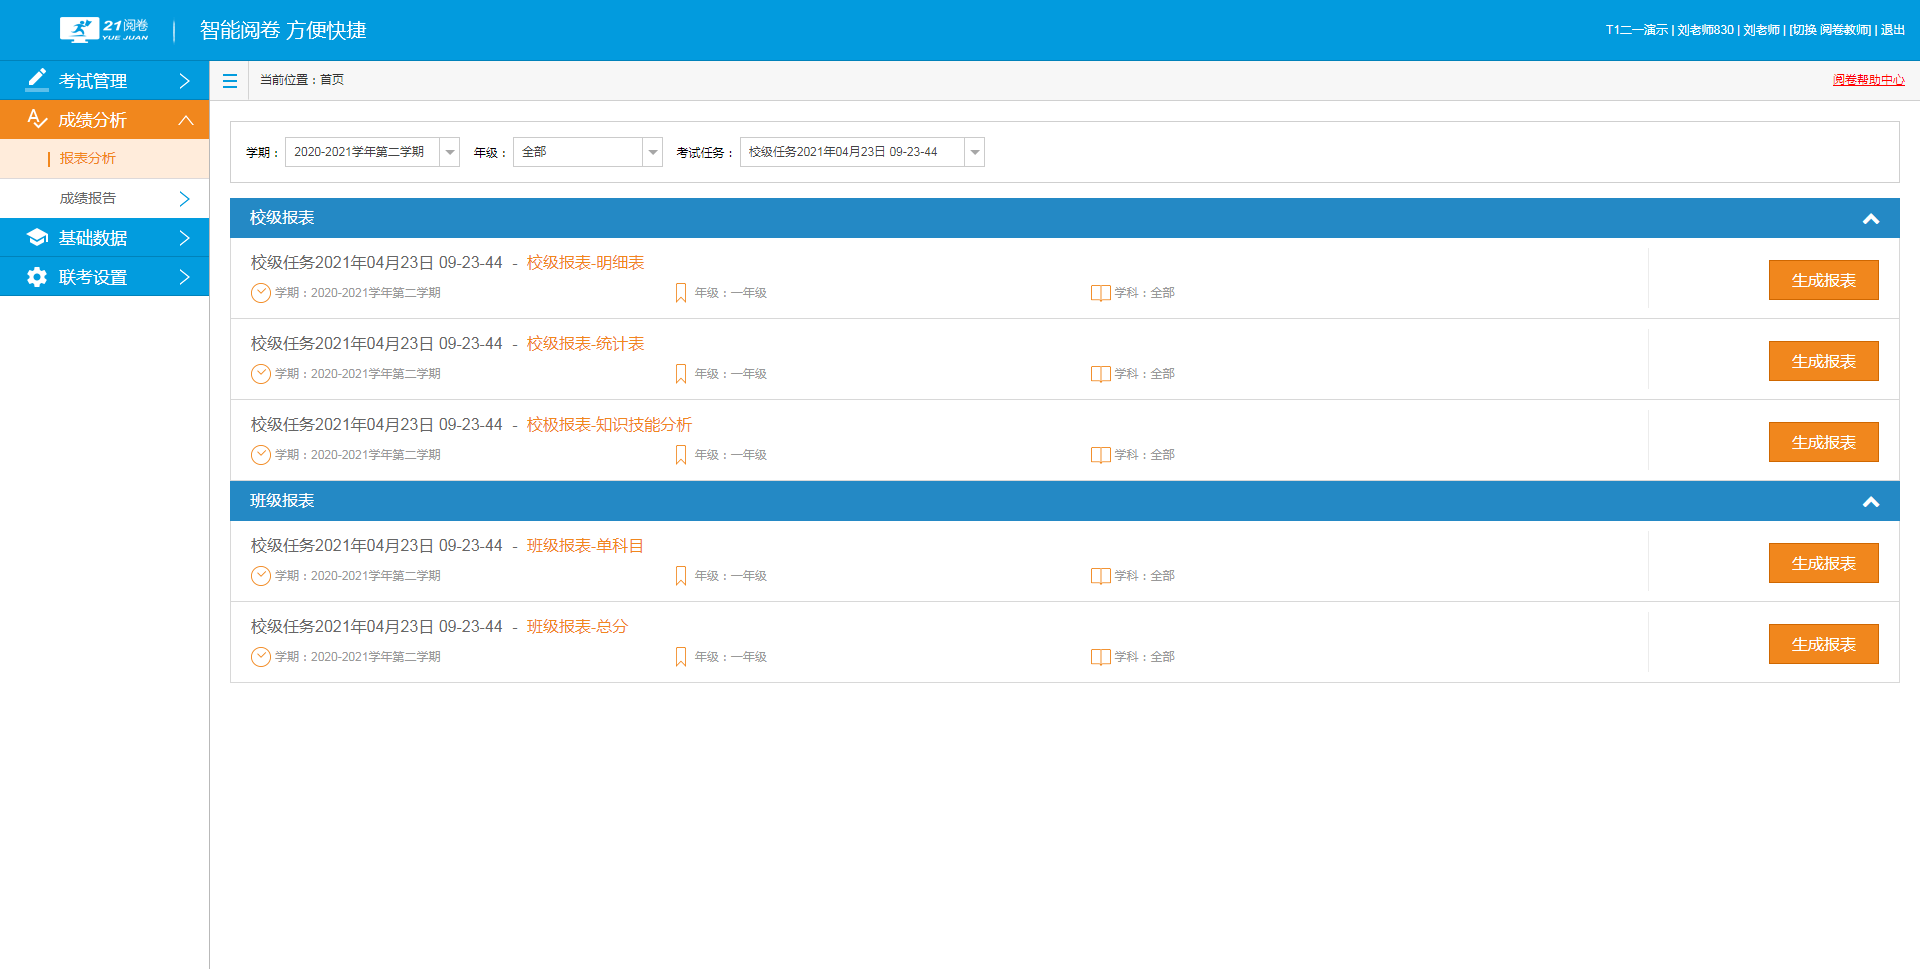 21阅卷
YUE JUAN
智能阅卷 方便快捷
T1二一演示 | 刘老师830 | 刘老师 | [切换 阅卷教师] | 退出
考试管理
成绩分析
报表分析
成绩报告
基础数据
联考设置
当前位置：首页
阅卷帮助中心
学期： 2020-2021学年第二学期 年级： 全部 考试任务： 校级任务2021年04月23日 09-23-44
校级报表
校级任务2021年04月23日 09-23-44 - 校级报表-明细表
学期：2020-2021学年第二学期 年级：一年级 学科：全部
生成报表
校级任务2021年04月23日 09-23-44 - 校级报表-统计表
学期：2020-2021学年第二学期 年级：一年级 学科：全部
生成报表
校级任务2021年04月23日 09-23-44 - 校极报表-知识技能分析
学期：2020-2021学年第二学期 年级：一年级 学科：全部
生成报表
班级报表
校级任务2021年04月23日 09-23-44 - 班级报表-单科目
学期：2020-2021学年第二学期 年级：一年级 学科：全部
生成报表
校级任务2021年04月23日 09-23-44 - 班级报表-总分
学期：2020-2021学年第二学期 年级：一年级 学科：全部
生成报表